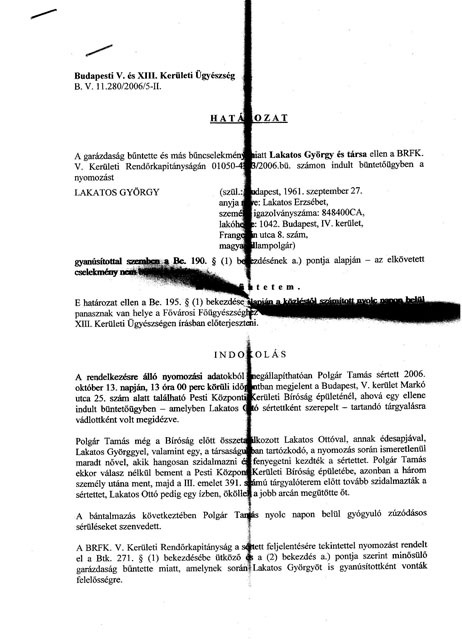 Budapesti V. és XIII. Kerületi Ügyészség
B. V. 11.280/2006/5-II.
HATÁ OZAT
A garázdaság bűntette és más bűncselekmény miatt Lakatos György és társa ellen a BRFK.
V. Kerületi Rendőrkapitányságán 01050- /2006.bü. számon indult büntetőügyben a
nyomozást
LAKATOS GYÖRGY
(szül.: Budapest, 1961. szeptember 27.
anyja neve: Lakatos Erzsébet,
személyi igazolványszáma: 848400CA,
lakóhelye: 1042. Budapest, IV. kerület,
utca 8. szám,
magyar állampolgár)
gyanúsítottal szemben a Be. 190. § (1) bekezdésének a.) pontja alapján – az elkövetett
cselekmény nem
ü n t e t e m .
E határozat ellen a Be. 195. § (1) bekezdése alapján a közléstől számított nyolc napon belül
panasznak van helye a Fővárosi Főügyészséghez
XIII. Kerületi Ügyészségen írásban előterjeszteni.
INDOKOLÁS
A rendelkezésre álló nyomozási adatokból megállapíthatóan Polgár Tamás sértett 2006.
október 13. napján, 13 óra 00 perc körüli időpontban megjelent a Budapest, V. kerület Markó
utca 25. szám alatt található Pesti Központi Kerületi Bíróság épületénél, ahová egy ellene
indult büntetőügyben – amelyben Lakatos Ottó sértettként szerepelt – tartandó tárgyalásra
vádlottként volt megidézve.
Polgár Tamás még a Bíróság előtt összetalálkozott Lakatos Ottóval, annak édesapjával,
Lakatos Györggyel, valamint egy, a társaságukban tartózkodó, a nyomozás során ismeretlenül
maradt nővel, akik hangosan szidalmazni és fenyegetni kezdték a sértettet. Polgár Tamás
ekkor válasz nélkül bement a Pesti Központi Kerületi Bíróság épületébe, azonban a három
személy utána ment, majd a III. emelet 391. számú tárgyalóterem előtt tovább szidalmazták a
sértettet, Lakatos Ottó pedig egy ízben, ököllel a jobb arcán megütötte őt.
A bántalmazás következtében Polgár Tamás nyolc napon belül gyógyuló zúzódásos
sérüléseket szenvedett.
A BRFK. V. Kerületi Rendőrkapitányság a sértett feljelentésére tekintettel nyomozást rendelt
el a Btk. 271. § (1) bekezdésébe ütköző és a (2) bekezdés a.) pontja szerint minősülő
garázdaság bűntette miatt, amelynek során Lakatos Györgyöt is gyanúsítottként vonták
felelősségre.